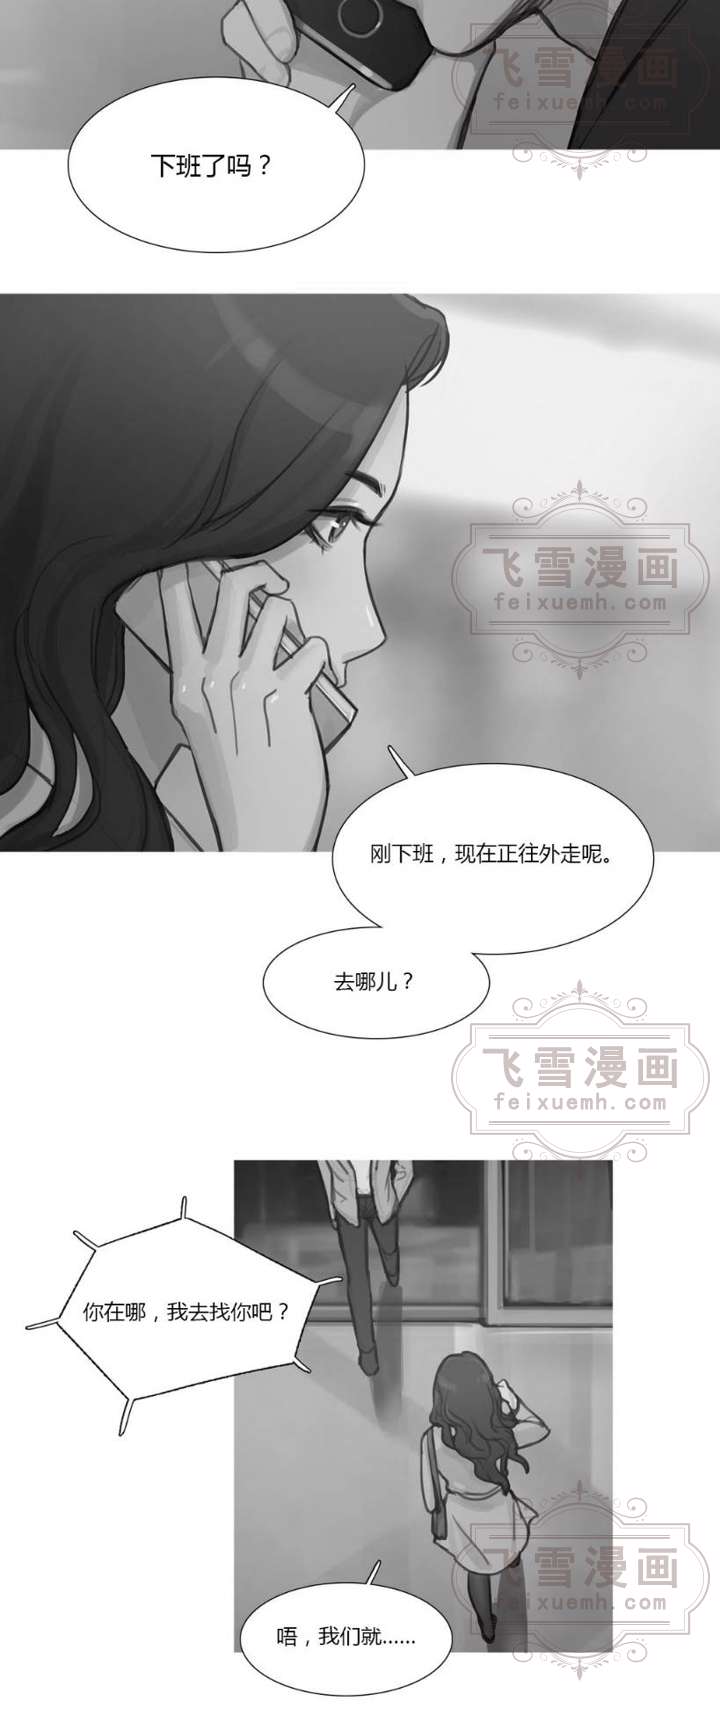 飞雪漫画
feixuemh.com
下班了吗？
飞雪漫画
feixuemh.com
刚下班，现在正往外走呢。
去哪儿？
飞雪漫画
feixuemh.com
你在哪，我去找你吧？
飞雪漫画
feixuemh.com
唔，我们就……